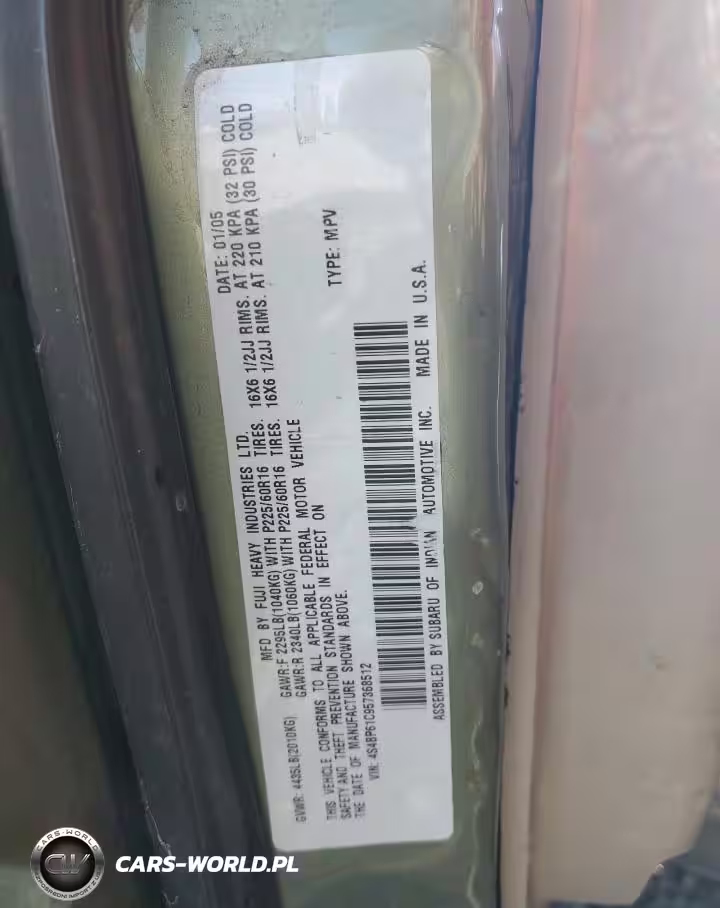 MFD BY FUJI HEAVY INDUSTRIES LTD. DATE: 01/05
GVWR: 4435LB(2010KG) GAWR:F 2295LB(1040KG) WITH P225/60R16 TIRES. 16X6 1/2JJ RIMS. AT 220 KPA (32 PSI) COLD
GAWR:R 2340LB(1060KG) WITH P225/60R16 TIRES. 16X6 1/2JJ RIMS. AT 210 KPA (30 PSI) COLD
THIS VEHICLE CONFORMS TO ALL APPLICABLE FEDERAL MOTOR VEHICLE
SAFETY AND THEFT PREVENTION STANDARDS IN EFFECT ON
THE DATE OF MANUFACTURE SHOWN ABOVE. TYPE: MPV
VIN: 4S4BP61C957368512
ASSEMBLED BY SUBARU OF INDIANA AUTOMOTIVE INC. MADE IN U.S.A.
CARS-WORLD
CW
CARS-WORLD.PL